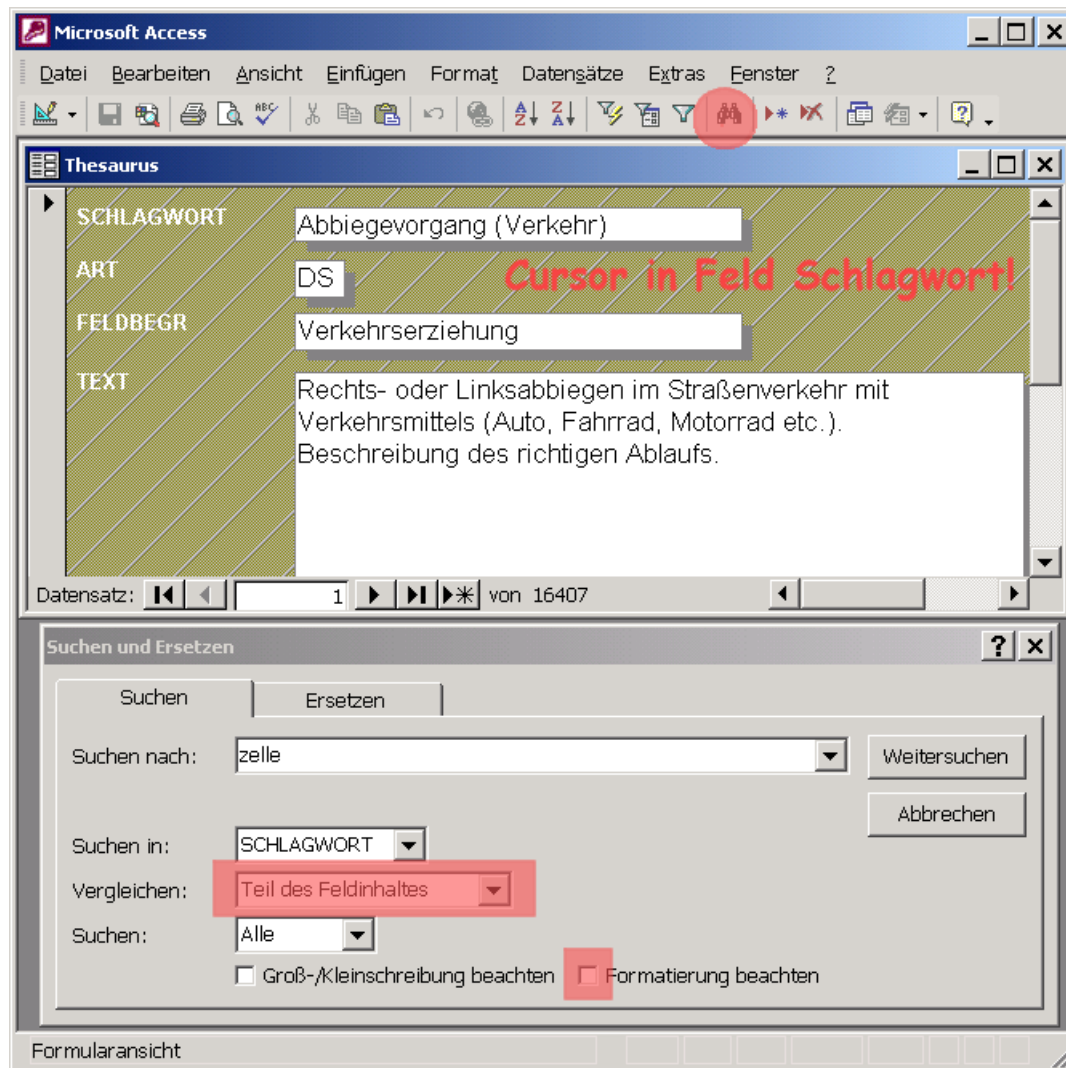 Microsoft Access
Datei Bearbeiten Ansicht Einfügen Format Datensätze Extras Fenster ?
Thesaurus
SCHLAGWORT Abbiegevorgang (Verkehr)
ART DS Cursor in Feld Schlagwort!
FELDBEGR Verkehrserziehung
TEXT Rechts- oder Linksabbiegen im Straßenverkehr mit
Verkehrsmittels (Auto, Fahrrad, Motorrad etc.).
Beschreibung des richtigen Ablaufs.
Datensatz: 1 von 16407
Suchen und Ersetzen
Suchen Ersetzen
Suchen nach: zelle Weitersuchen
Abbrechen
Suchen in: SCHLAGWORT
Vergleichen: Teil des Feldinhaltes
Suchen: Alle
Groß-/Kleinschreibung beachten Formatierung beachten
Formularansicht